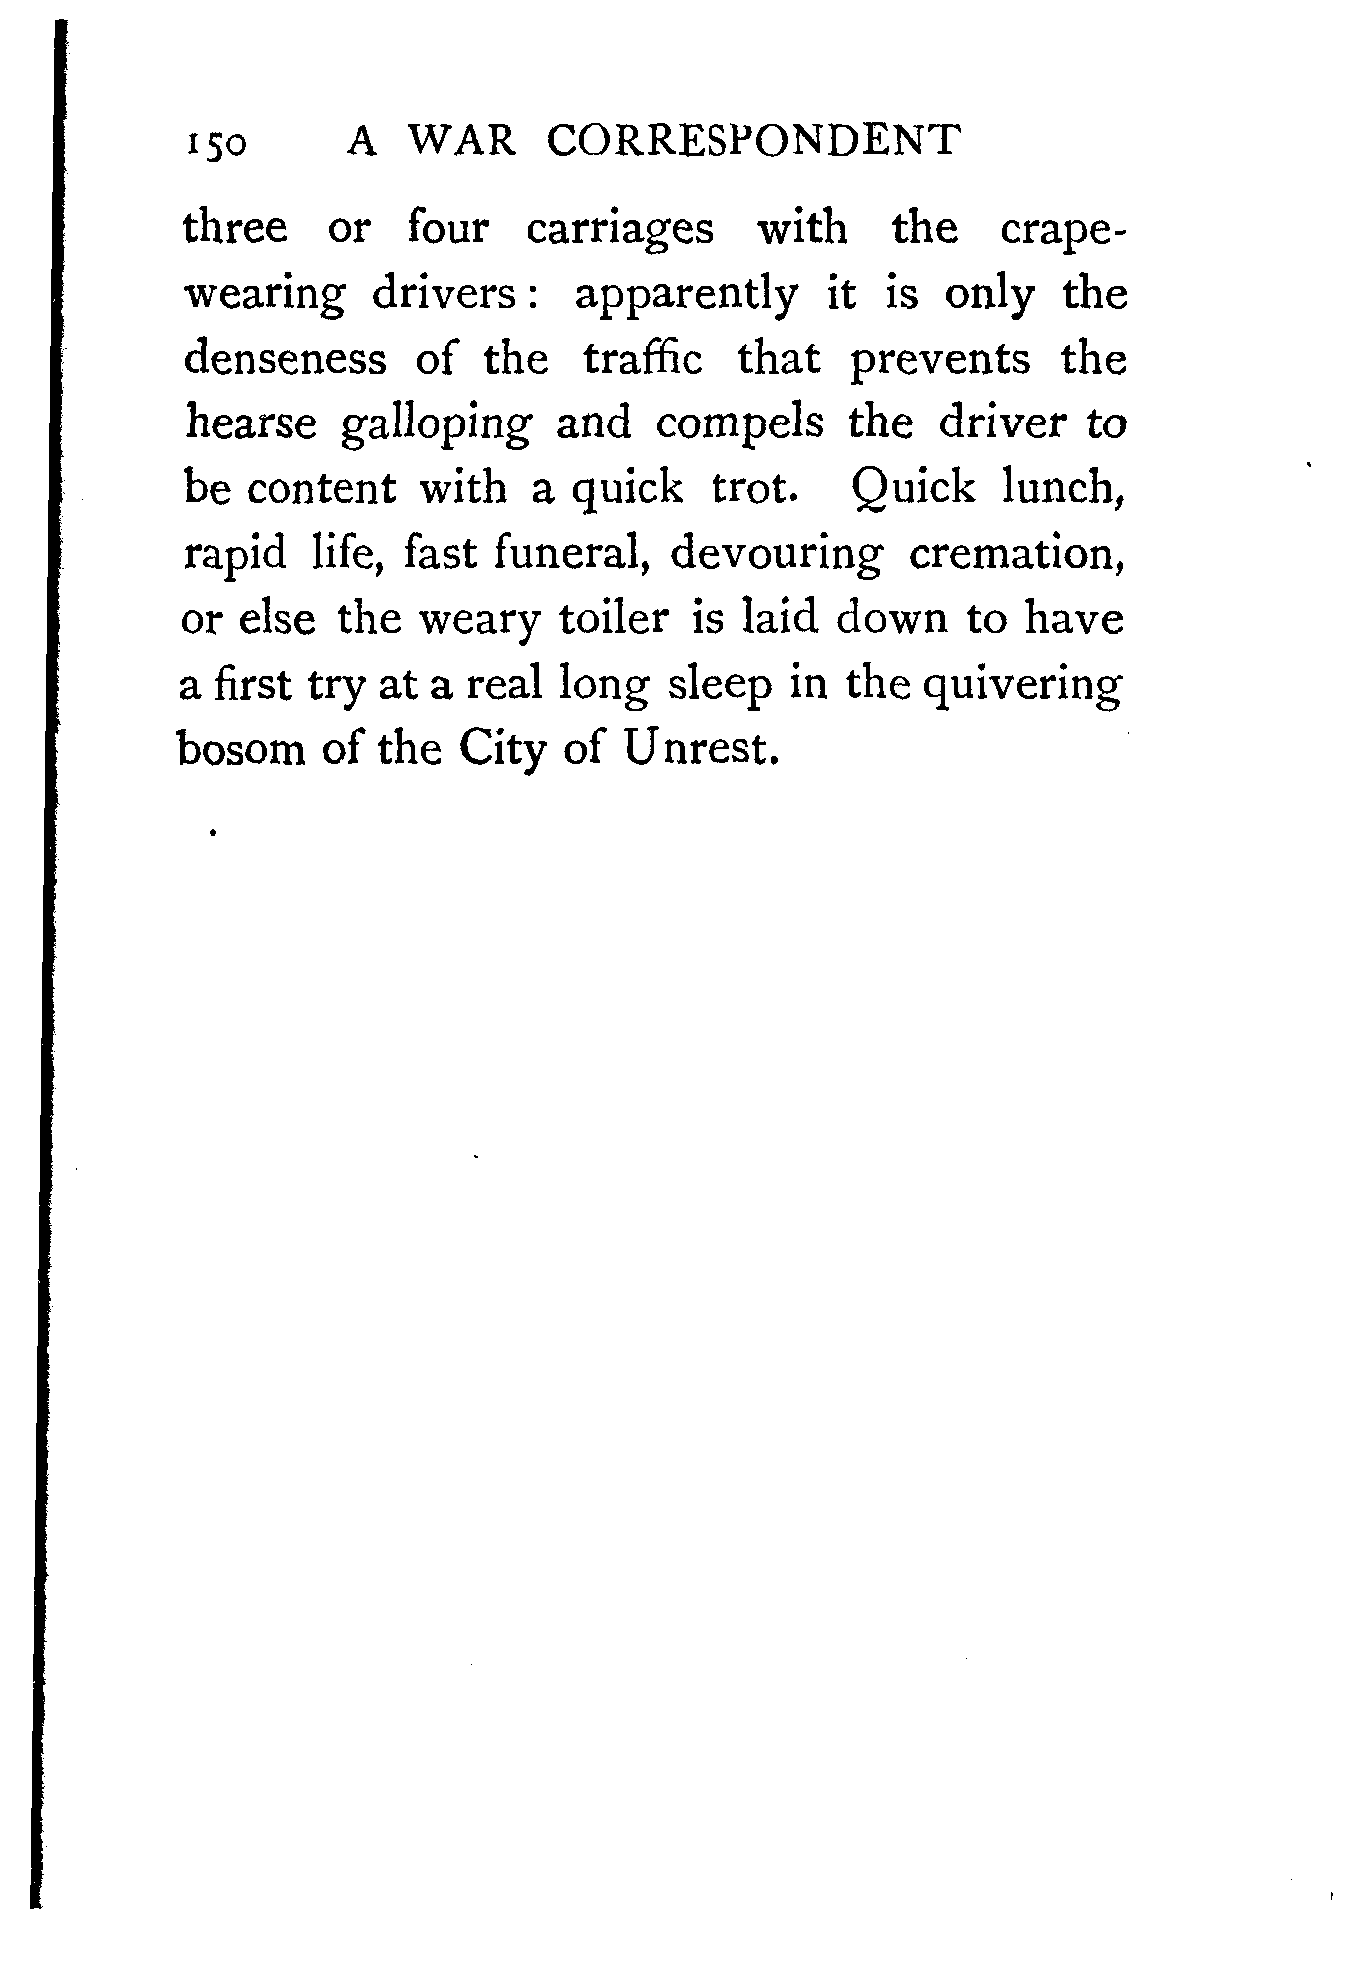 150 A WAR CORRESPONDENT
three or four carriages with the crape-
wearing drivers : apparently it is only the
denseness of the traffic that prevents the
hearse galloping and compels the driver to
be content with a quick trot. Quick lunch,
rapid life, fast funeral, devouring cremation,
or else the weary toiler is laid down to have
a first try at a real long sleep in the quivering
bosom of the City of Unrest.